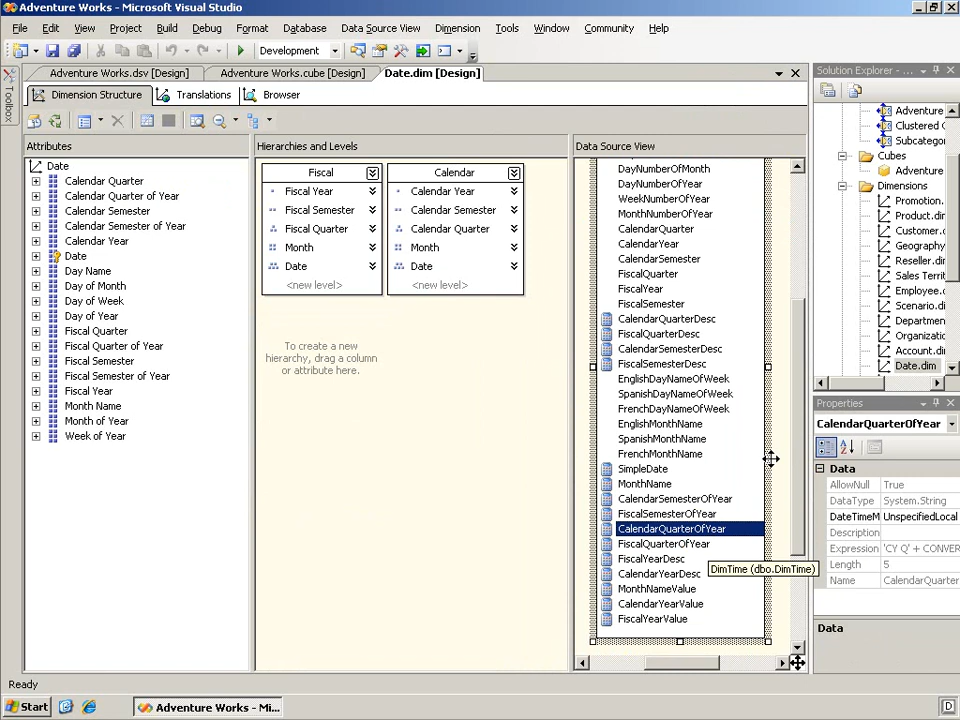 Adventure Works - Microsoft Visual Studio
File Edit View Project Build Debug Format Database Data Source View Dimension Tools Window Community Help
Development
Toolbox
Adventure Works.dsv [Design] Adventure Works.cube [Design] Date.dim [Design]
Dimension Structure Translations Browser
Attributes
Date
Calendar Quarter
Calendar Quarter of Year
Calendar Semester
Calendar Semester of Year
Calendar Year
Date
Day Name
Day of Month
Day of Week
Day of Year
Fiscal Quarter
Fiscal Quarter of Year
Fiscal Semester
Fiscal Semester of Year
Fiscal Year
Month Name
Month of Year
Week of Year
Hierarchies and Levels
Fiscal
Fiscal Year
Fiscal Semester
Fiscal Quarter
Month
Date
<new level>
Calendar
Calendar Year
Calendar Semester
Calendar Quarter
Month
Date
<new level>
To create a new
hierarchy, drag a column
or attribute here.
Data Source View
DayNumberOfMonth
DayNumberOfYear
WeekNumberOfYear
MonthNumberOfYear
CalendarQuarter
CalendarYear
CalendarSemester
FiscalQuarter
FiscalYear
FiscalSemester
CalendarQuarterDesc
FiscalQuarterDesc
CalendarSemesterDesc
FiscalSemesterDesc
EnglishDayNameOfWeek
SpanishDayNameOfWeek
FrenchDayNameOfWeek
EnglishMonthName
SpanishMonthName
FrenchMonthName
SimpleDate
MonthName
CalendarSemesterOfYear
FiscalSemesterOfYear
CalendarQuarterOfYear
FiscalQuarterOfYear
FiscalYearDesc
CalendarYearDesc
MonthNameValue
CalendarYearValue
FiscalYearValue
DimTime (dbo.DimTime)
Solution Explorer - ...
Adventure
Clustered C
Subcatego
Cubes
Adventure
Dimensions
Promotion.
Product.dir
Customer.c
Geography
Reseller.di
Sales Territ
Employee.
Scenario.di
Departmen
Organizatio
Account.di
Date.dim
Properties
CalendarQuarterOfYear
Data
AllowNull True
DataType System.String
DateTimeM UnspecifiedLocal
Description
Expression 'CY Q' + CONVER
Length 5
Name CalendarQuarter
Data
Ready
Start Adventure Works - Mi... D